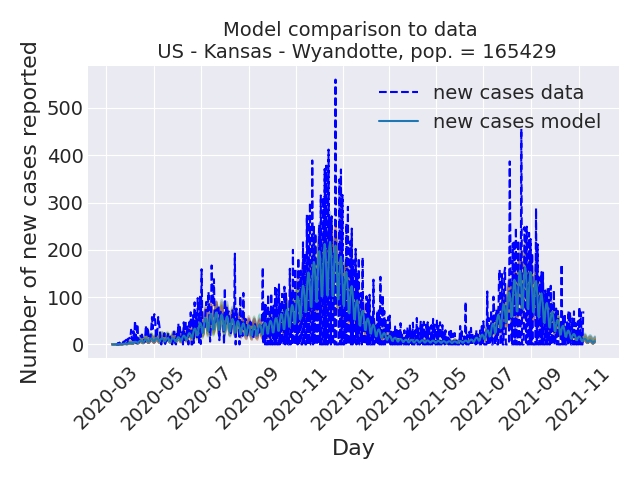 Model comparison to data
US - Kansas - Wyandotte, pop. = 165429
new cases data
new cases model
Number of new cases reported
500
400
300
200
100
0
2020-03
2020-05
2020-07
2020-09
2020-11
2021-01
2021-03
2021-05
2021-07
2021-09
2021-11
Day